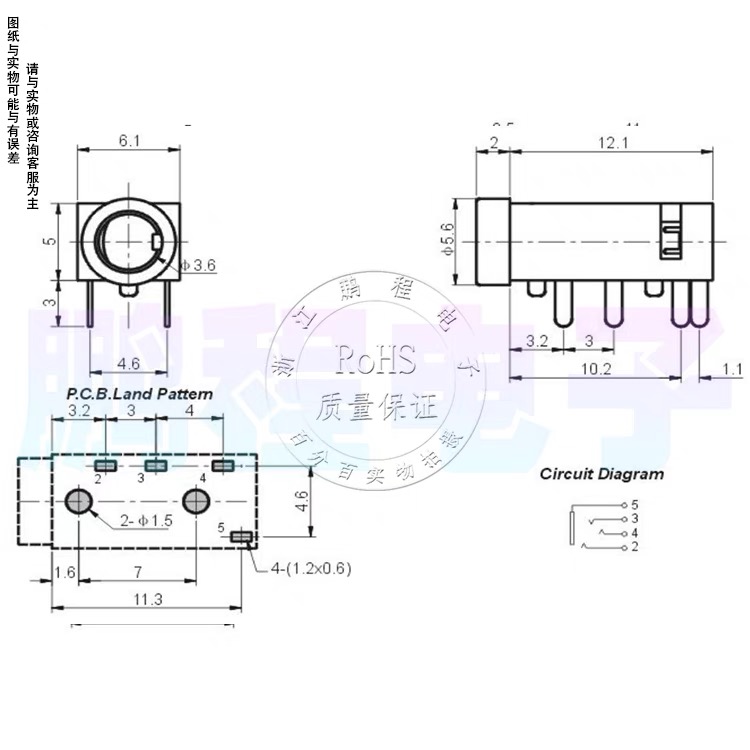 图纸与实物可能与有误差
请与实物或咨询客服为主
6.1
5
3
Φ3.6
4.6
2
12.1
Φ5.6
3.2
3
10.2
1.1
浙江鹏程电子
RoHS
质量保证
百分百实物拍摄
鹏程电子
P.C.B.Land Pattern
3.2
3
4
2
3
4
5
4.6
2-Φ1.5
4-(1.2x0.6)
1.6
7
11.3
Circuit Diagram
5
3
4
2